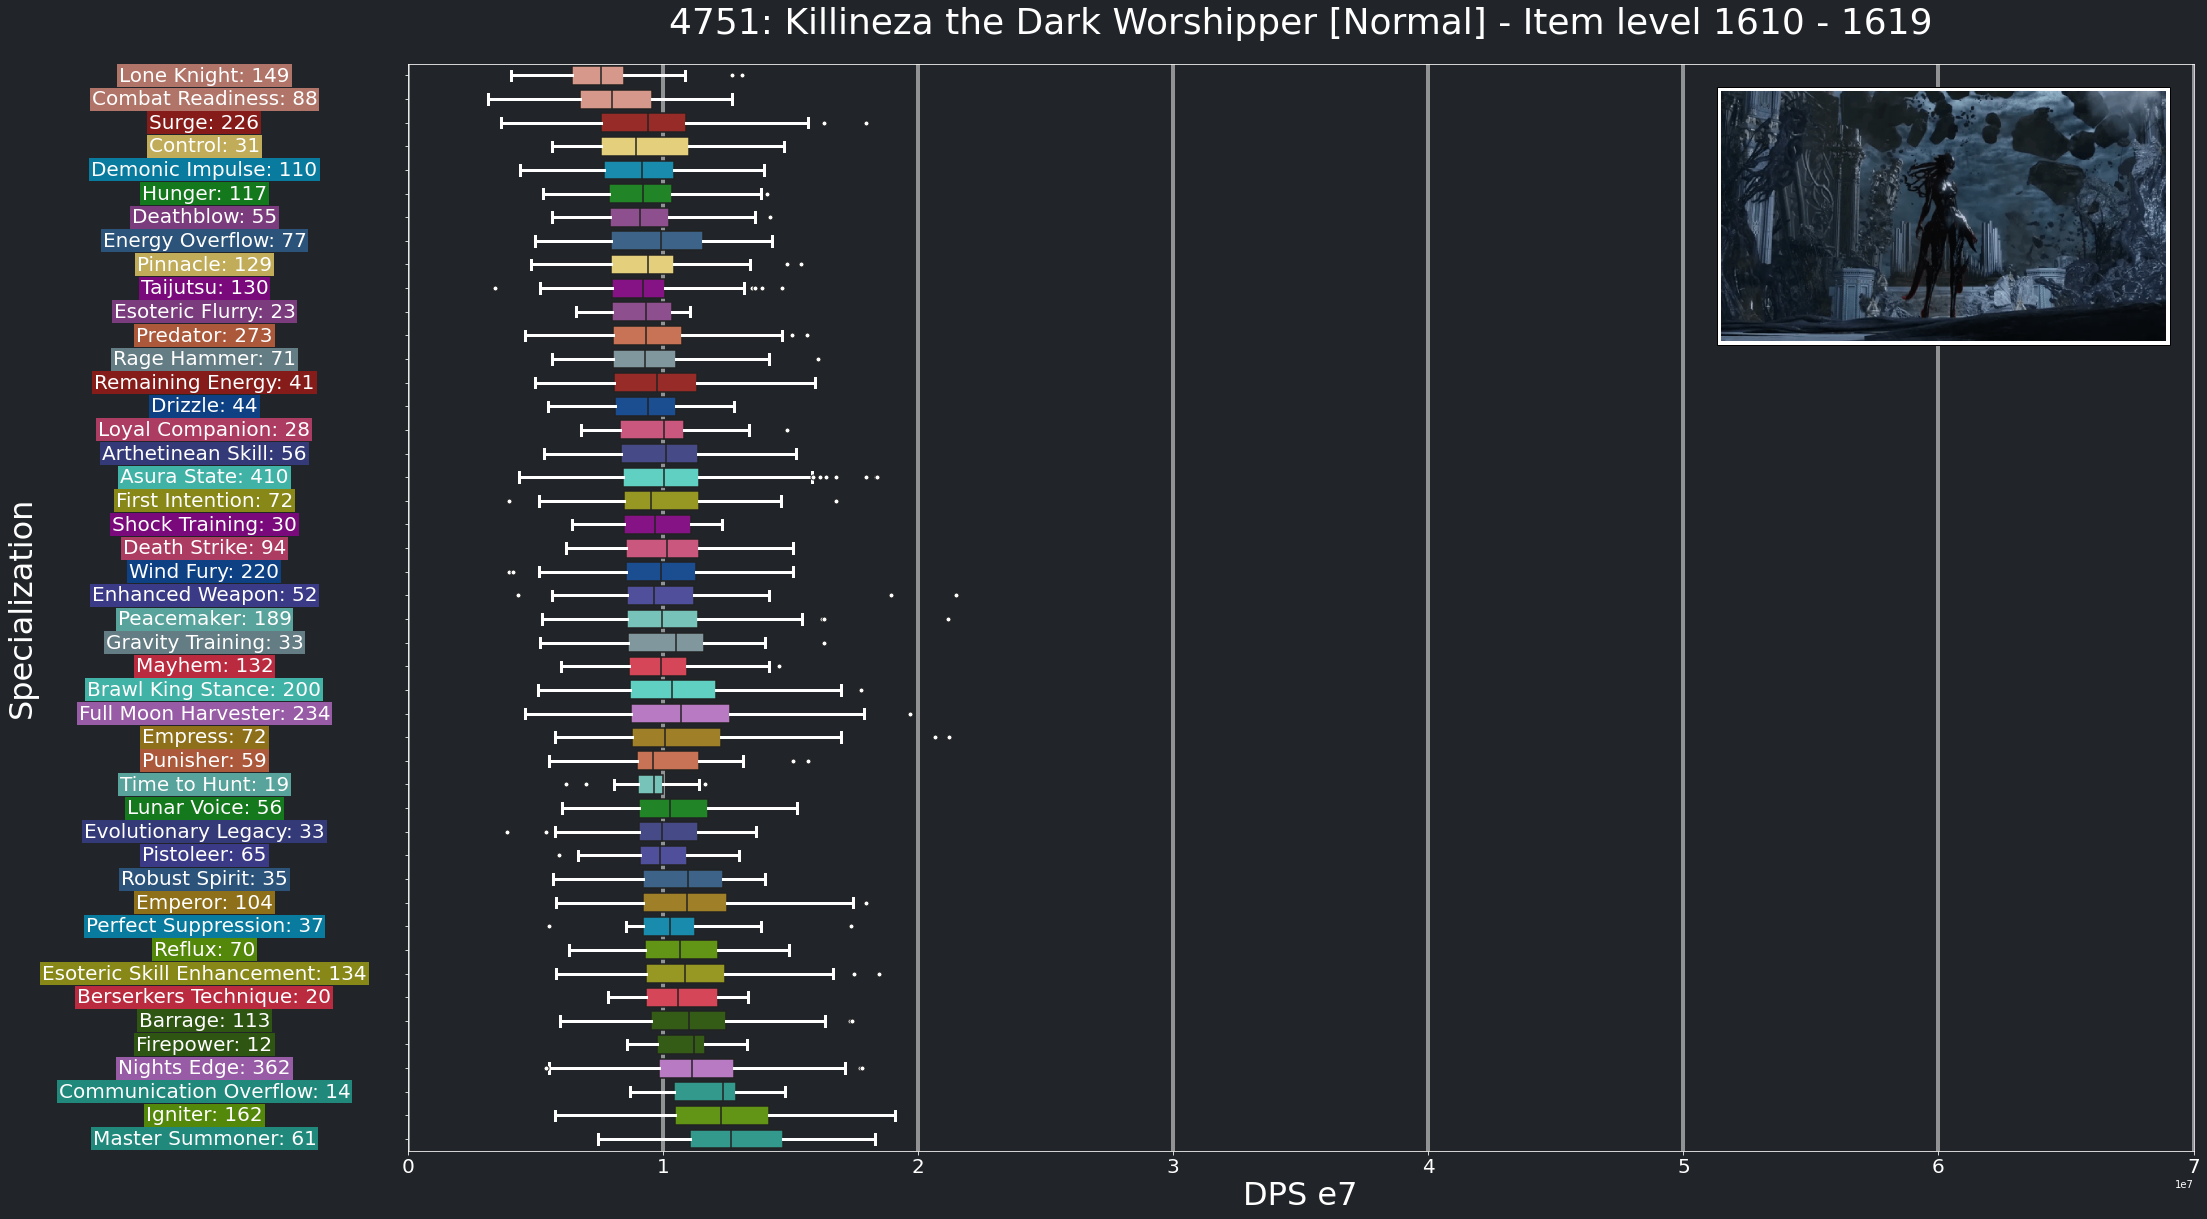 4751: Killineza the Dark Worshipper [Normal] - Item level 1610 - 1619
Specialization
Lone Knight: 149
Combat Readiness: 88
Surge: 226
Control: 31
Demonic Impulse: 110
Hunger: 117
Deathblow: 55
Energy Overflow: 77
Pinnacle: 129
Taijutsu: 130
Esoteric Flurry: 23
Predator: 273
Rage Hammer: 71
Remaining Energy: 41
Drizzle: 44
Loyal Companion: 28
Arthetinean Skill: 56
Asura State: 410
First Intention: 72
Shock Training: 30
Death Strike: 94
Wind Fury: 220
Enhanced Weapon: 52
Peacemaker: 189
Gravity Training: 33
Mayhem: 132
Brawl King Stance: 200
Full Moon Harvester: 234
Empress: 72
Punisher: 59
Time to Hunt: 19
Lunar Voice: 56
Evolutionary Legacy: 33
Pistoleer: 65
Robust Spirit: 35
Emperor: 104
Perfect Suppression: 37
Reflux: 70
Esoteric Skill Enhancement: 134
Berserkers Technique: 20
Barrage: 113
Firepower: 12
Nights Edge: 362
Communication Overflow: 14
Igniter: 162
Master Summoner: 61
0 1 2 3 4 5 6 7
1e7
DPS e7